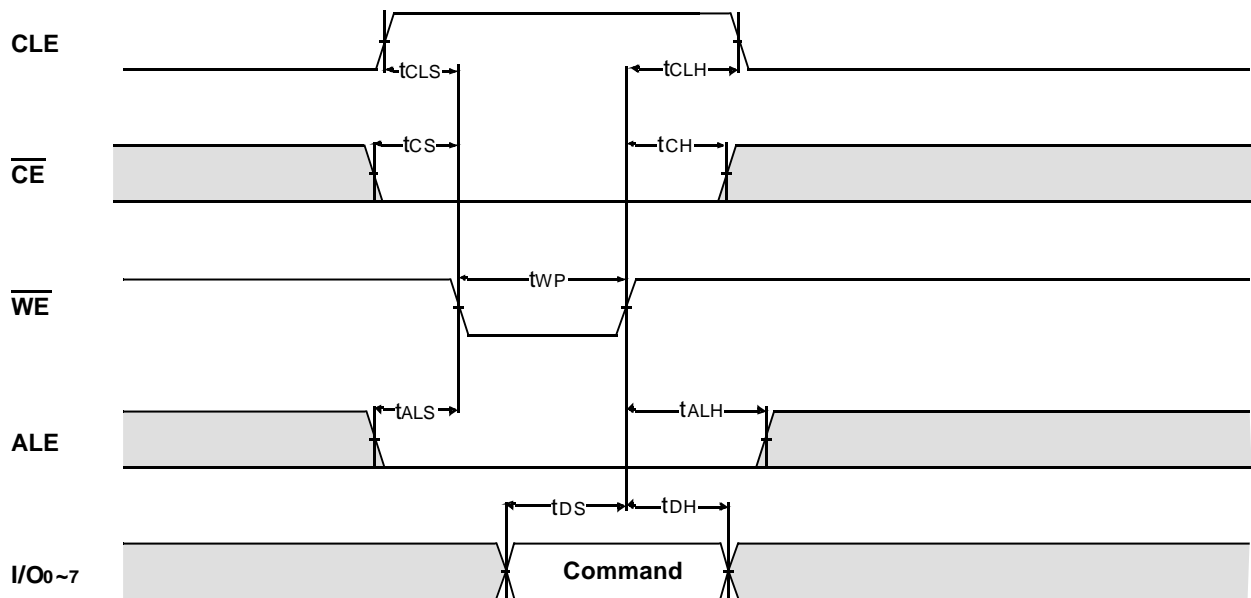 CLE
tCLS
tCLH
CE
tCS
tCH
WE
tWP
ALE
tALS
tALH
tDS
tDH
I/O0~7
Command